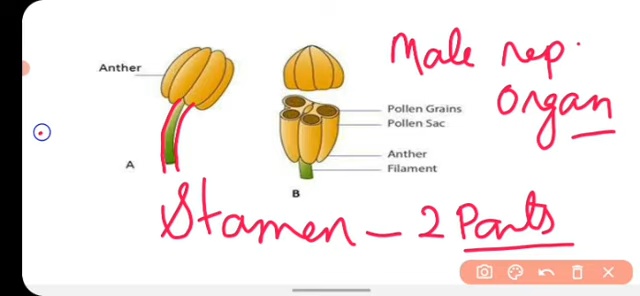 Male rep.
organ
Anther
Pollen Grains
Pollen Sac
Anther
Filament
A
B
Stamen - 2 Parts